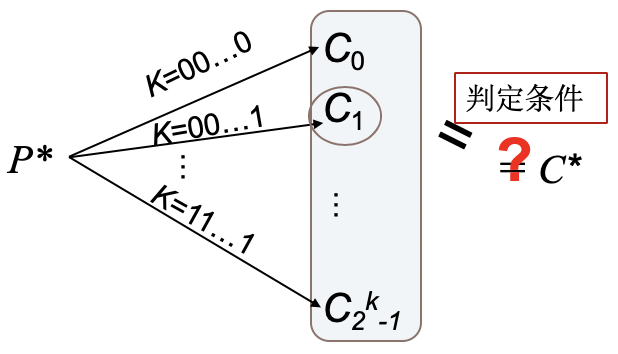 K=00…0
C₀
判定条件
K=00…1
C₁
=
P*
⋮
? = C*
K=11…1
⋮
C₂ᵏ₋₁